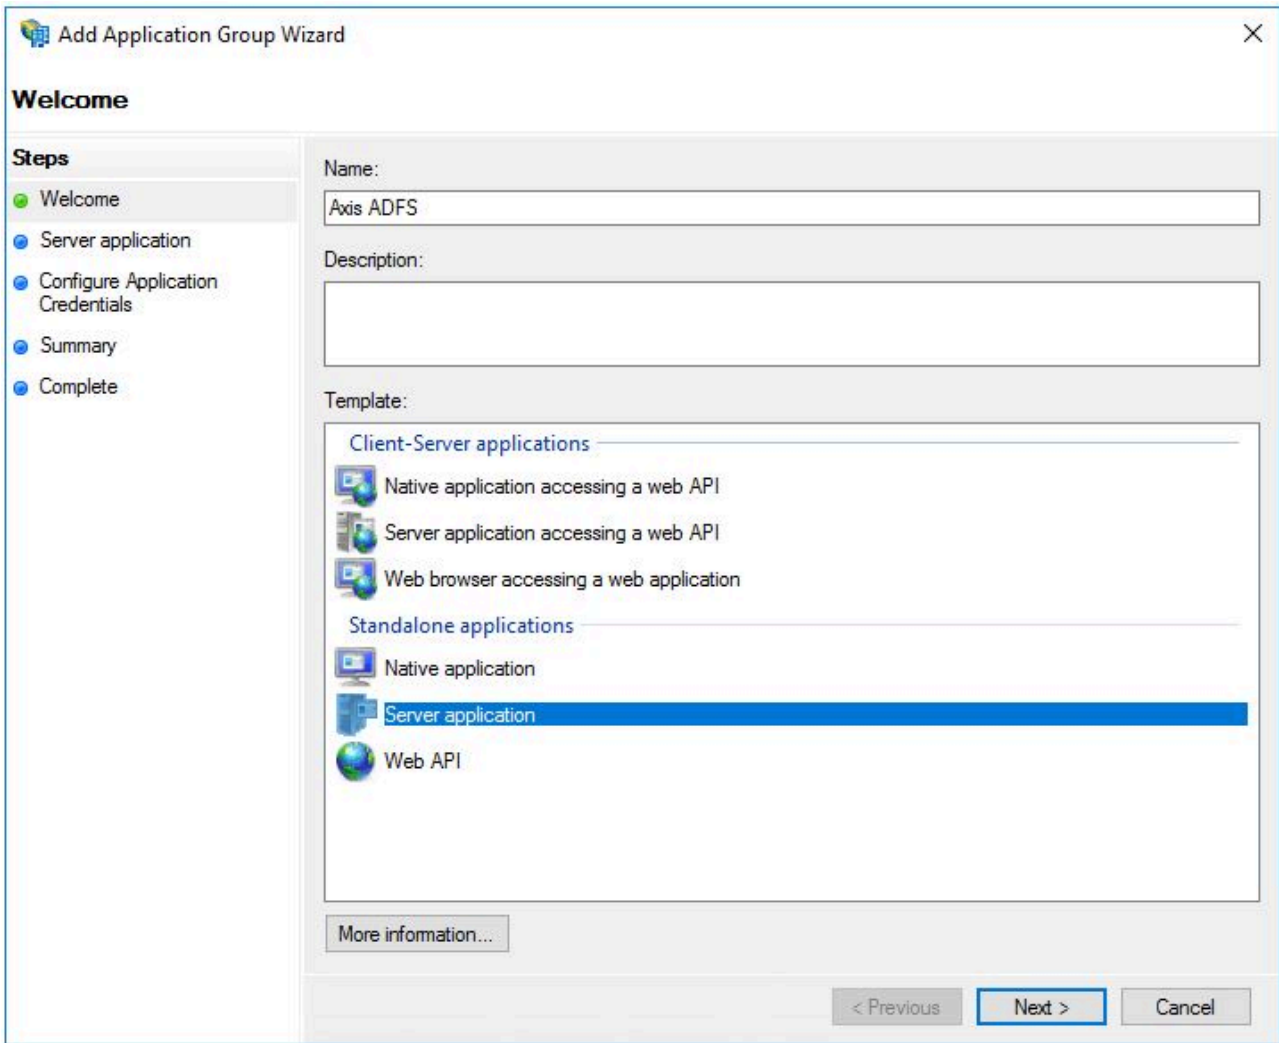 Add Application Group Wizard
Welcome
Steps
Welcome
Server application
Configure Application
Credentials
Summary
Complete
Name:
Axis ADFS
Description:
Template:
Client-Server applications
Native application accessing a web API
Server application accessing a web API
Web browser accessing a web application
Standalone applications
Native application
Server application
Web API
More information...
< Previous
Next >
Cancel